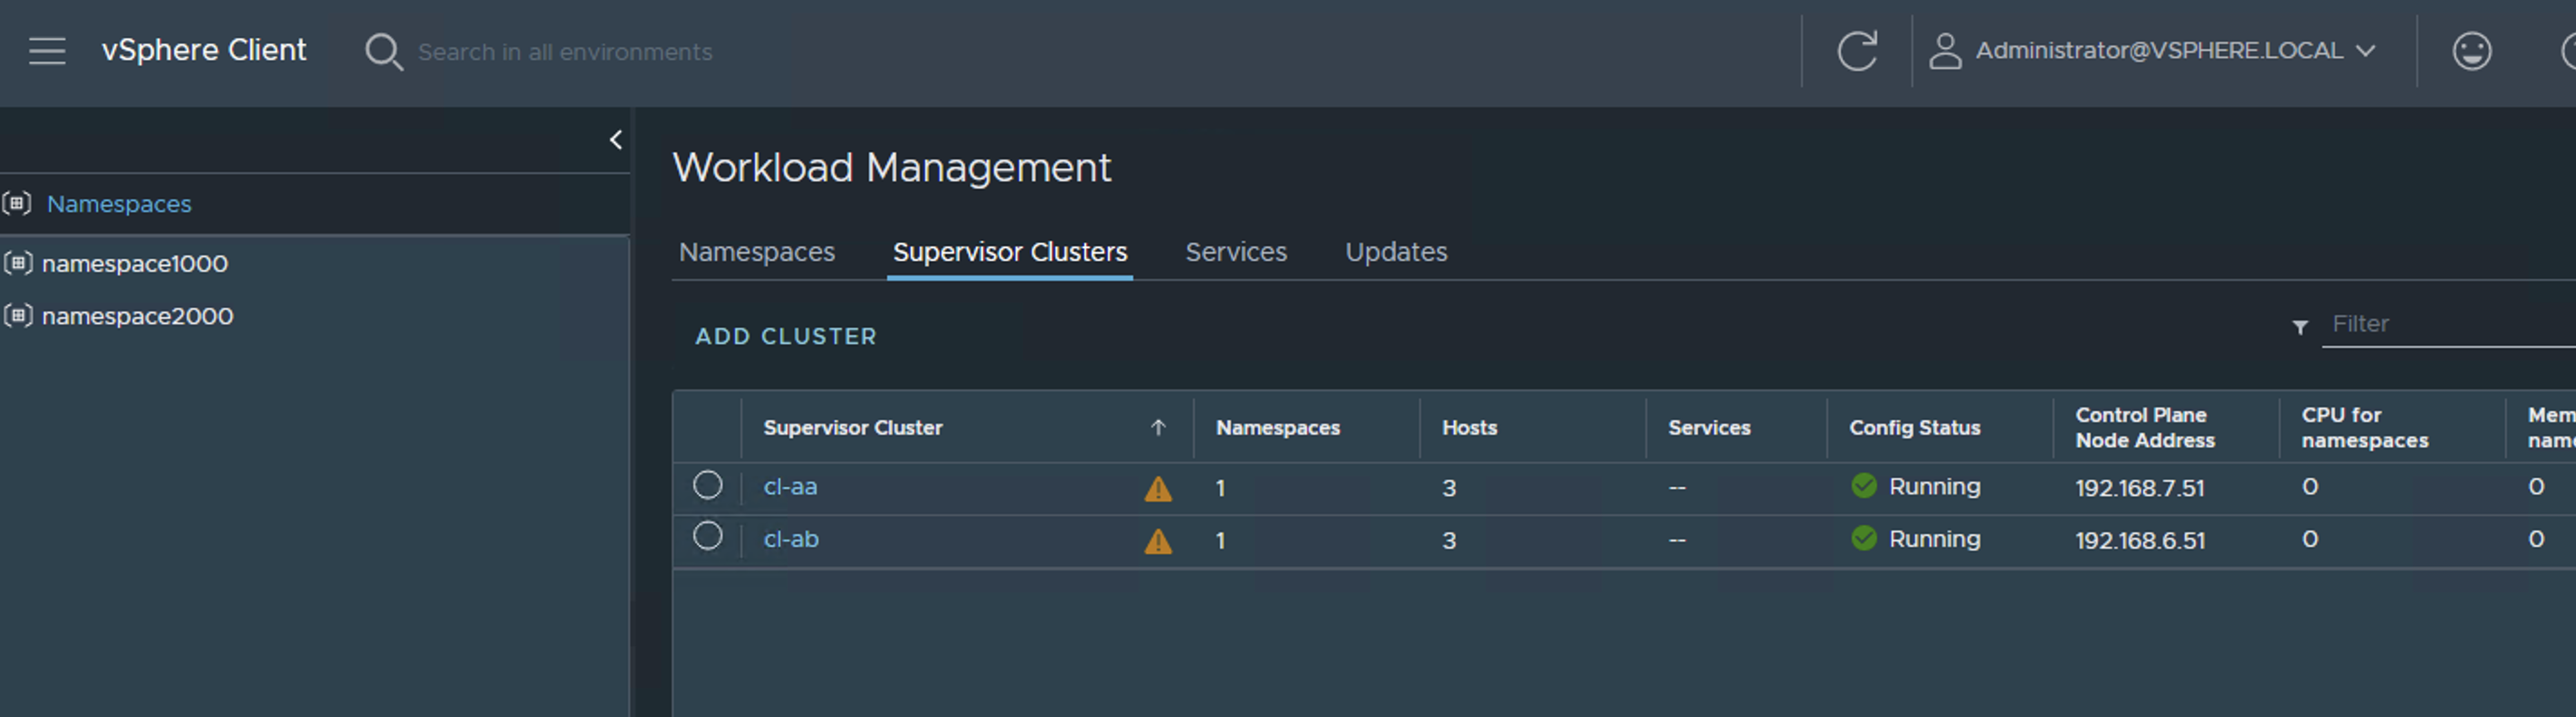 vSphere Client
Search in all environments
Administrator@VSPHERE.LOCAL
Namespaces
namespace1000
namespace2000
Workload Management
Namespaces Supervisor Clusters Services Updates
ADD CLUSTER
Filter
Supervisor Cluster Namespaces Hosts Services Config Status Control Plane Node Address CPU for namespaces
cl-aa 1 3 -- Running 192.168.7.51 0 0
cl-ab 1 3 -- Running 192.168.6.51 0 0